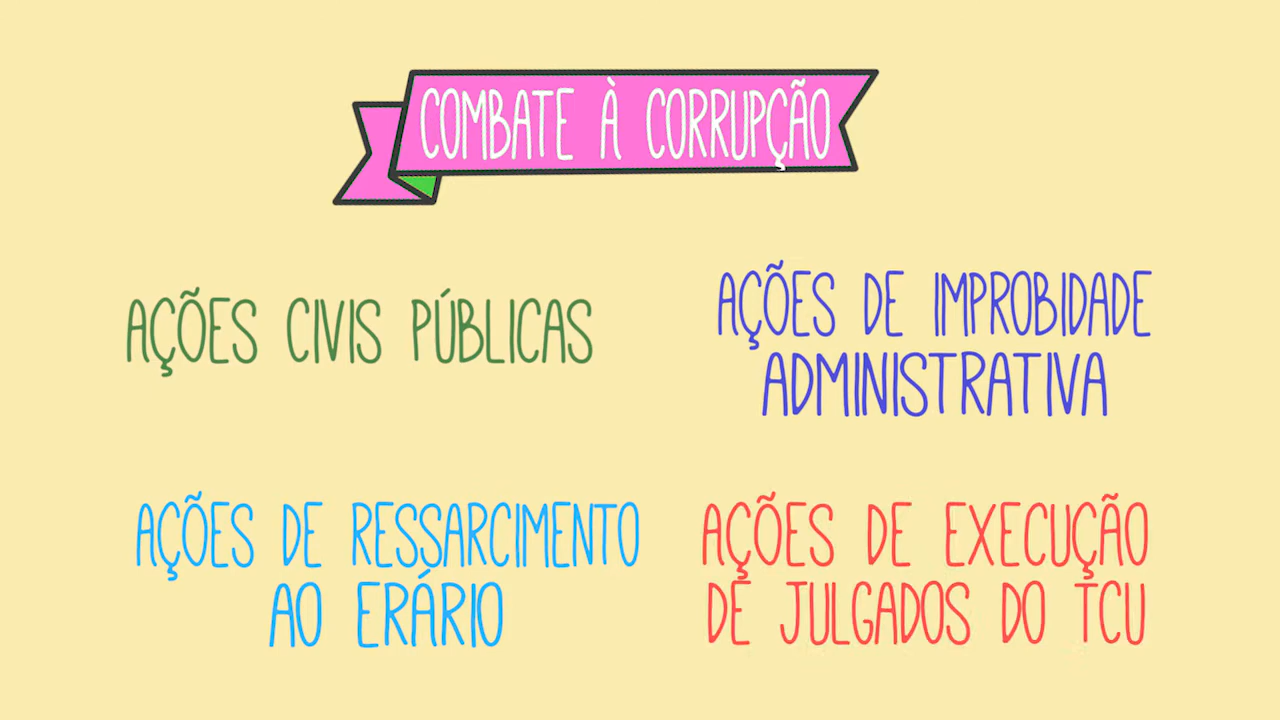 COMBATE À CORRUPÇÃO
AÇÕES CIVIS PÚBLICAS
AÇÕES DE IMPROBIDADE
ADMINISTRATIVA
AÇÕES DE RESSARCIMENTO
AO ERÁRIO
AÇÕES DE EXECUÇÃO
DE JULGADOS DO TCU